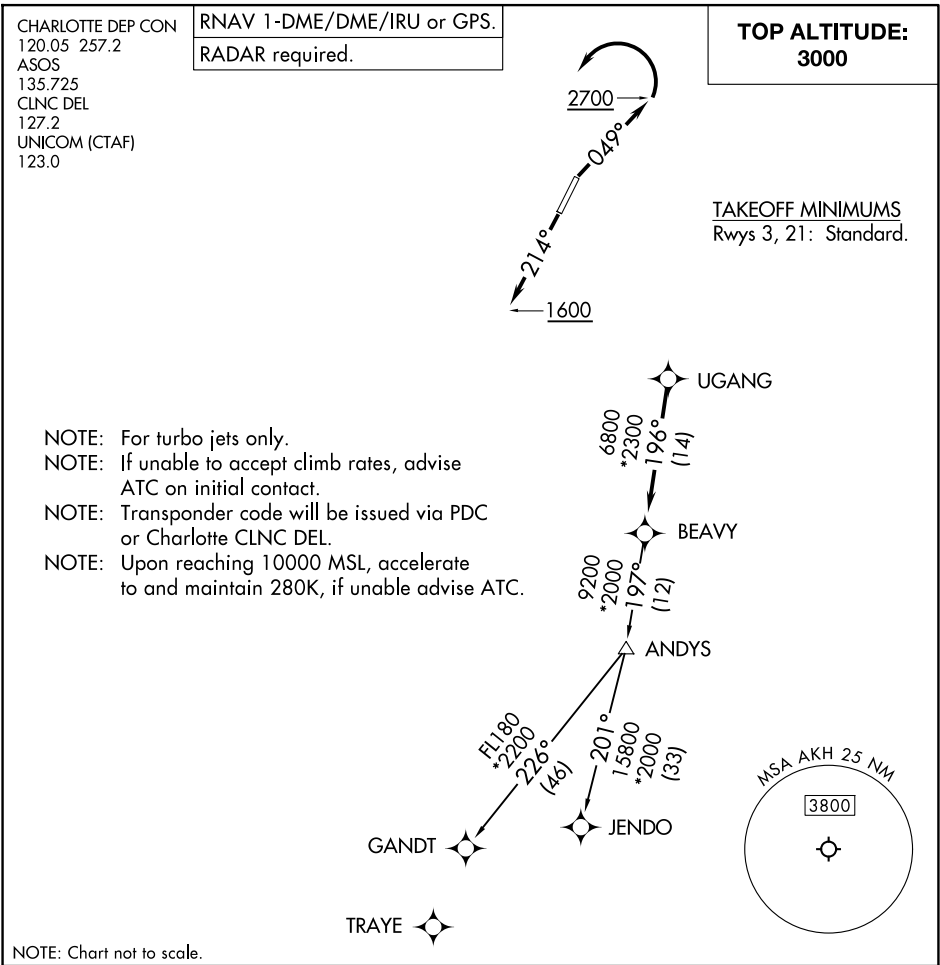 CHARLOTTE DEP CON
120.05 257.2
ASOS
135.725
CLNC DEL
127.2
UNICOM (CTAF)
123.0
RNAV 1-DME/DME/IRU or GPS.
RADAR required.
TOP ALTITUDE:
3000
2700
049°
214°
1600
TAKEOFF MINIMUMS
Rwys 3, 21: Standard.
UGANG
6800
*2300
196°
(14)
NOTE: For turbo jets only.
NOTE: If unable to accept climb rates, advise
ATC on initial contact.
NOTE: Transponder code will be issued via PDC
or Charlotte CLNC DEL.
NOTE: Upon reaching 10000 MSL, accelerate
to and maintain 280K, if unable advise ATC.
BEAVY
9200
*2000
197°
(12)
ANDYS
FL180
*2200
226°
(46)
201°
15800
*2000
(33)
GANDT
JENDO
TRAYE
MSA AKH 25 NM
3800
NOTE: Chart not to scale.